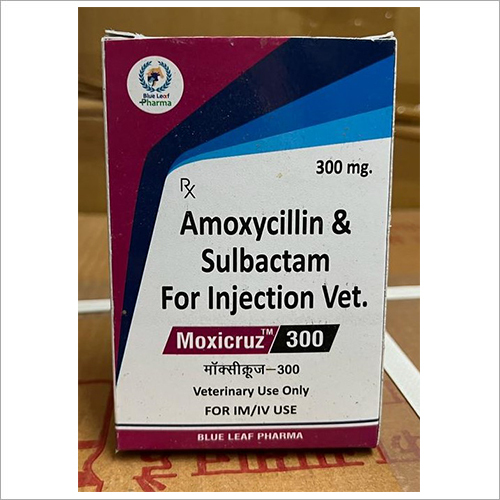 Blue Leaf
Pharma
300 mg.
Rx
Amoxycillin &
Sulbactam
For Injection Vet.
Moxicruz™ 300
मॉक्सीक्रूज–300
Veterinary Use Only
FOR IM/IV USE
BLUE LEAF PHARMA